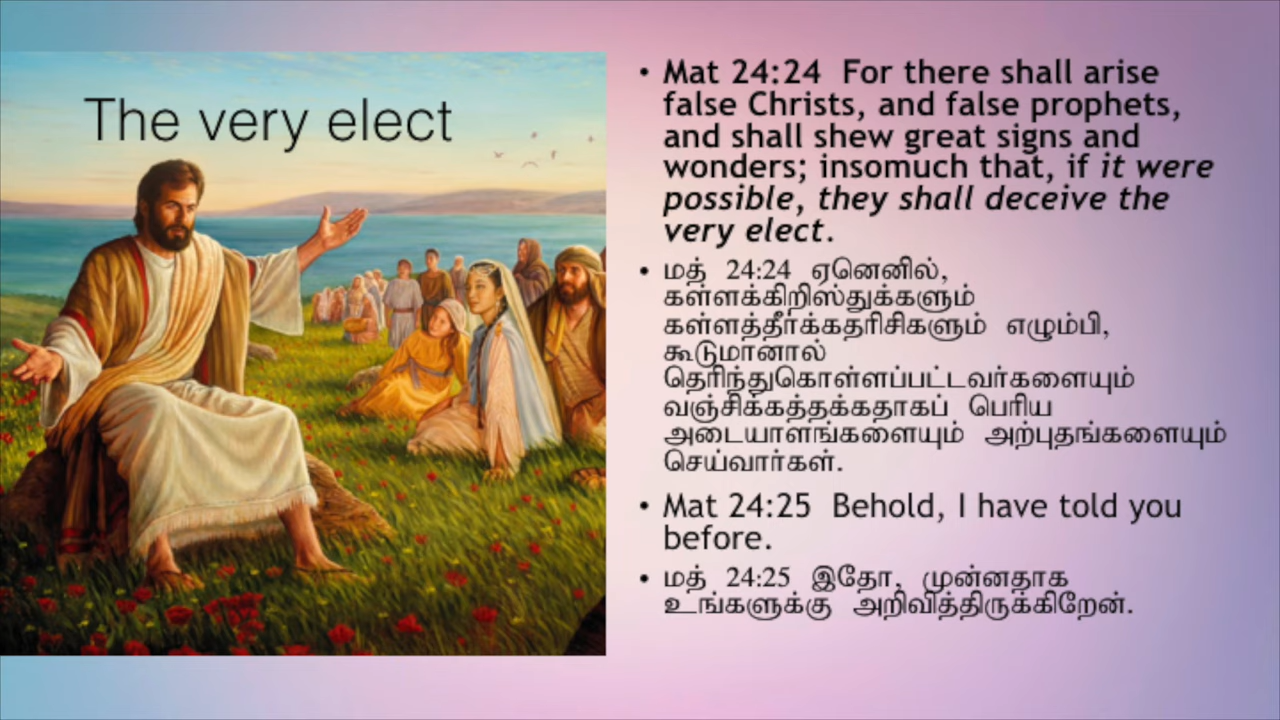 The very elect
• Mat 24:24 For there shall arise
false Christs, and false prophets,
and shall shew great signs and
wonders; insomuch that, if it were
possible, they shall deceive the
very elect.
• மத் 24:24 ஏனெனில்,
கள்ளக்கிறிஸ்துக்களும்
கள்ளத்தீர்க்கதரிசிகளும் எழும்பி,
கூடுமானால்
தெரிந்துகொள்ளப்பட்டவர்களையும்
வஞ்சிக்கத்தக்கதாகப் பெரிய
அடையாளங்களையும் அற்புதங்களையும்
செய்வார்கள்.
• Mat 24:25 Behold, I have told you
before.
• மத் 24:25 இதோ, முன்னதாக
உங்களுக்கு அறிவித்திருக்கிறேன்.